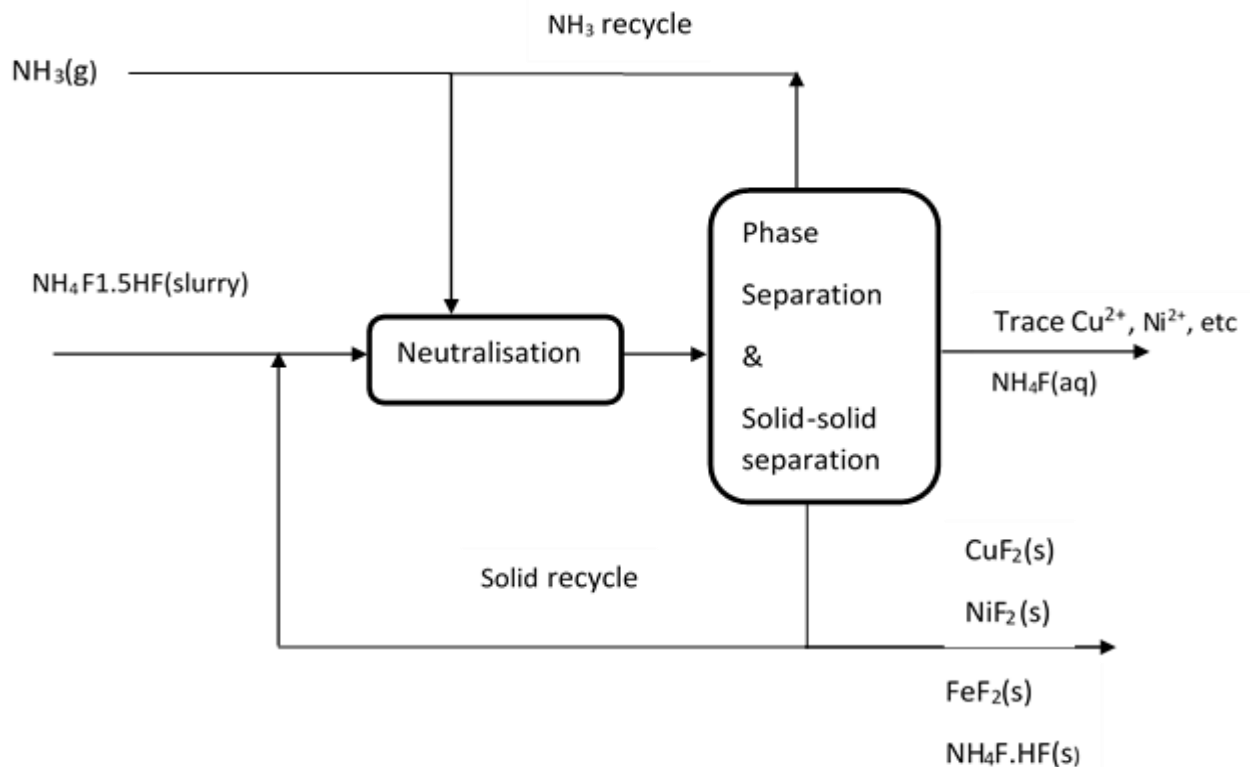 NH₃ recycle
NH₃(g)
NH₄F1.5HF(slurry)
Neutralisation
Phase
Separation
&
Solid-solid
separation
Trace Cu²⁺, Ni²⁺, etc
NH₄F(aq)
Solid recycle
CuF₂(s)
NiF₂(s)
FeF₂(s)
NH₄F.HF(s)